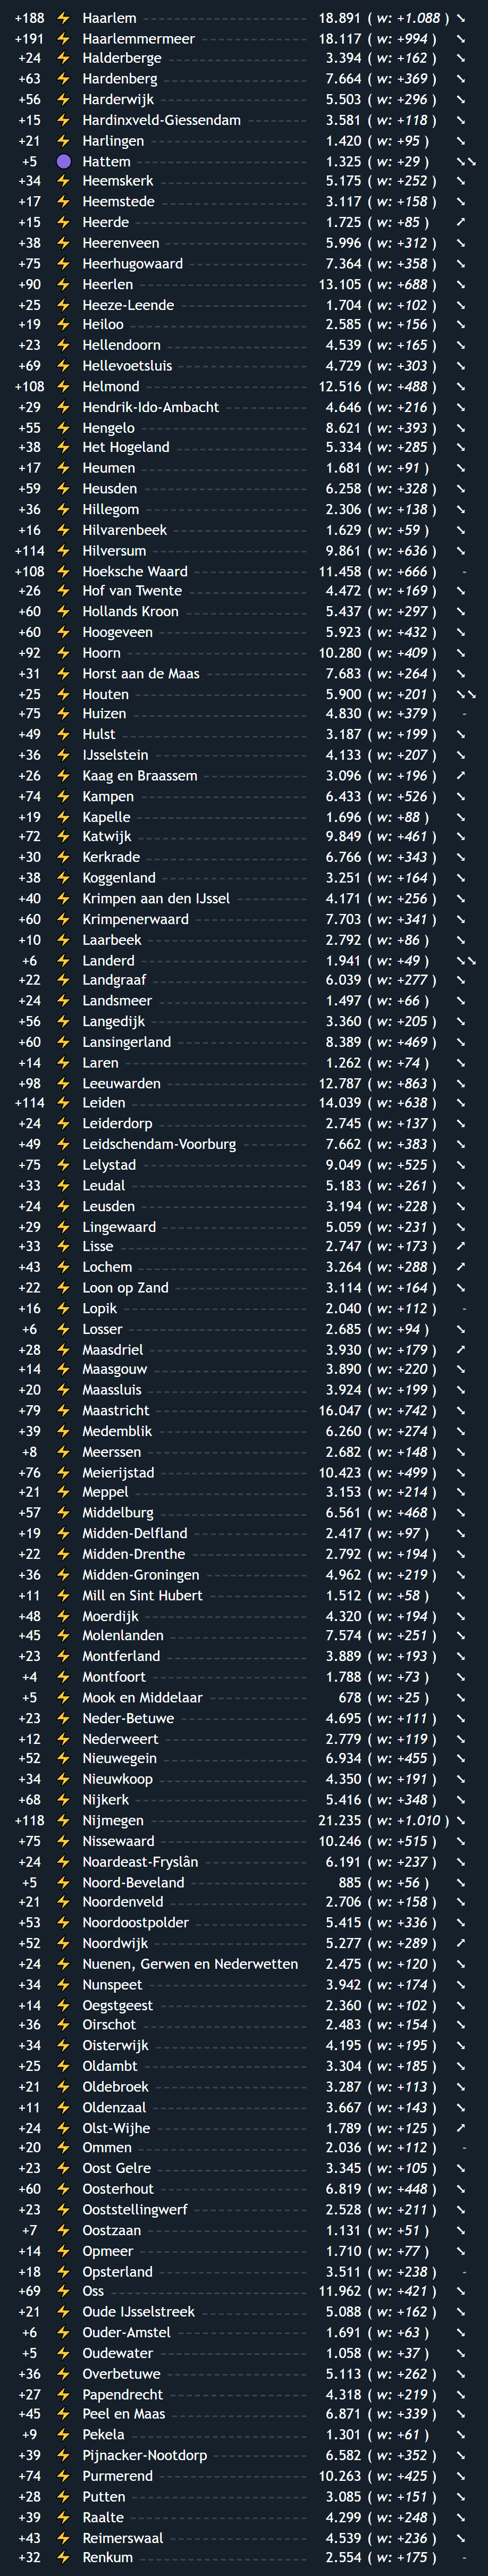 +188 ⚡ Haarlem 18.891 ( w: +1.088 ) ↘
+191 ⚡ Haarlemmermeer 18.117 ( w: +994 ) ↘
+24 ⚡ Halderberge 3.394 ( w: +162 ) ↘
+63 ⚡ Hardenberg 7.664 ( w: +369 ) ↘
+56 ⚡ Harderwijk 5.503 ( w: +296 ) ↘
+15 ⚡ Hardinxveld-Giessendam 3.581 ( w: +118 ) ↘
+21 ⚡ Harlingen 1.420 ( w: +95 ) ↘
+5 🟣 Hattem 1.325 ( w: +29 ) ↘↘
+34 ⚡ Heemskerk 5.175 ( w: +252 ) ↘
+17 ⚡ Heemstede 3.117 ( w: +158 ) ↘
+15 ⚡ Heerde 1.725 ( w: +85 ) ↗
+38 ⚡ Heerenveen 5.996 ( w: +312 ) ↘
+75 ⚡ Heerhugowaard 7.364 ( w: +358 ) ↘
+90 ⚡ Heerlen 13.105 ( w: +688 ) ↘
+25 ⚡ Heeze-Leende 1.704 ( w: +102 ) ↘
+19 ⚡ Heiloo 2.585 ( w: +156 ) ↘
+23 ⚡ Hellendoorn 4.539 ( w: +165 ) ↘
+69 ⚡ Hellevoetsluis 4.729 ( w: +303 ) ↘
+108 ⚡ Helmond 12.516 ( w: +488 ) ↘
+29 ⚡ Hendrik-Ido-Ambacht 4.646 ( w: +216 ) ↘
+55 ⚡ Hengelo 8.621 ( w: +393 ) ↘
+38 ⚡ Het Hogeland 5.334 ( w: +285 ) ↘
+17 ⚡ Heumen 1.681 ( w: +91 ) ↘
+59 ⚡ Heusden 6.258 ( w: +328 ) ↘
+36 ⚡ Hillegom 2.306 ( w: +138 ) ↘
+16 ⚡ Hilvarenbeek 1.629 ( w: +59 ) ↘
+114 ⚡ Hilversum 9.861 ( w: +636 ) ↘
+108 ⚡ Hoeksche Waard 11.458 ( w: +666 ) -
+26 ⚡ Hof van Twente 4.472 ( w: +169 ) ↘
+60 ⚡ Hollands Kroon 5.437 ( w: +297 ) ↘
+60 ⚡ Hoogeveen 5.923 ( w: +432 ) ↘
+92 ⚡ Hoorn 10.280 ( w: +409 ) ↘
+31 ⚡ Horst aan de Maas 7.683 ( w: +264 ) ↘
+25 ⚡ Houten 5.900 ( w: +201 ) ↘↘
+75 ⚡ Huizen 4.830 ( w: +379 ) -
+49 ⚡ Hulst 3.187 ( w: +199 ) ↘
+36 ⚡ IJsselstein 4.133 ( w: +207 ) ↘
+26 ⚡ Kaag en Braassem 3.096 ( w: +196 ) ↗
+74 ⚡ Kampen 6.433 ( w: +526 ) ↘
+19 ⚡ Kapelle 1.696 ( w: +88 ) ↘
+72 ⚡ Katwijk 9.849 ( w: +461 ) ↘
+30 ⚡ Kerkrade 6.766 ( w: +343 ) ↘
+38 ⚡ Koggenland 3.251 ( w: +164 ) ↘
+40 ⚡ Krimpen aan den IJssel 4.171 ( w: +256 ) ↘
+60 ⚡ Krimpenerwaard 7.703 ( w: +341 ) ↘
+10 ⚡ Laarbeek 2.792 ( w: +86 ) ↘
+6 ⚡ Landerd 1.941 ( w: +49 ) ↘↘
+22 ⚡ Landgraaf 6.039 ( w: +277 ) ↘
+24 ⚡ Landsmeer 1.497 ( w: +66 ) ↘
+56 ⚡ Langedijk 3.360 ( w: +205 ) ↘
+60 ⚡ Lansingerland 8.389 ( w: +469 ) ↘
+14 ⚡ Laren 1.262 ( w: +74 ) ↘
+98 ⚡ Leeuwarden 12.787 ( w: +863 ) ↘
+114 ⚡ Leiden 14.039 ( w: +638 ) ↘
+24 ⚡ Leiderdorp 2.745 ( w: +137 ) ↘
+49 ⚡ Leidschendam-Voorburg 7.662 ( w: +383 ) ↘
+75 ⚡ Lelystad 9.049 ( w: +525 ) ↘
+33 ⚡ Leudal 5.183 ( w: +261 ) ↘
+24 ⚡ Leusden 3.194 ( w: +228 ) ↘
+29 ⚡ Lingewaard 5.059 ( w: +231 ) ↘
+33 ⚡ Lisse 2.747 ( w: +173 ) ↗
+43 ⚡ Lochem 3.264 ( w: +288 ) ↗
+22 ⚡ Loon op Zand 3.114 ( w: +164 ) ↘
+16 ⚡ Lopik 2.040 ( w: +112 ) -
+6 ⚡ Losser 2.685 ( w: +94 ) ↘
+28 ⚡ Maasdriel 3.930 ( w: +179 ) ↗
+14 ⚡ Maasgouw 3.890 ( w: +220 ) ↘
+20 ⚡ Maassluis 3.924 ( w: +199 ) ↘
+79 ⚡ Maastricht 16.047 ( w: +742 ) ↘
+39 ⚡ Medemblik 6.260 ( w: +274 ) ↘
+8 ⚡ Meerssen 2.682 ( w: +148 ) ↘
+76 ⚡ Meierijstad 10.423 ( w: +499 ) ↘
+21 ⚡ Meppel 3.153 ( w: +214 ) ↘
+57 ⚡ Middelburg 6.561 ( w: +468 ) ↘
+19 ⚡ Midden-Delfland 2.417 ( w: +97 ) ↘
+22 ⚡ Midden-Drenthe 2.792 ( w: +194 ) ↘
+36 ⚡ Midden-Groningen 4.962 ( w: +219 ) ↘
+11 ⚡ Mill en Sint Hubert 1.512 ( w: +58 ) ↘
+48 ⚡ Moerdijk 4.320 ( w: +194 ) ↘
+45 ⚡ Molenlanden 7.574 ( w: +251 ) ↘
+23 ⚡ Montferland 3.889 ( w: +193 ) ↘
+4 ⚡ Montfoort 1.788 ( w: +73 ) ↘
+5 ⚡ Mook en Middelaar 678 ( w: +25 ) ↘
+23 ⚡ Neder-Betuwe 4.695 ( w: +111 ) ↘
+12 ⚡ Nederweert 2.779 ( w: +119 ) ↘
+52 ⚡ Nieuwegein 6.934 ( w: +455 ) ↘
+34 ⚡ Nieuwkoop 4.350 ( w: +191 ) ↘
+68 ⚡ Nijkerk 5.416 ( w: +348 ) ↘
+118 ⚡ Nijmegen 21.235 ( w: +1.010 ) ↘
+75 ⚡ Nissewaard 10.246 ( w: +515 ) ↘
+24 ⚡ Noardeast-Fryslân 6.191 ( w: +237 ) ↘
+5 ⚡ Noord-Beveland 885 ( w: +56 ) ↘
+21 ⚡ Noordenveld 2.706 ( w: +158 ) ↘
+53 ⚡ Noordoostpolder 5.415 ( w: +336 ) ↘
+52 ⚡ Noordwijk 5.277 ( w: +289 ) ↗
+24 ⚡ Nuenen, Gerwen en Nederwetten 2.475 ( w: +120 ) ↘
+34 ⚡ Nunspeet 3.942 ( w: +174 ) ↘
+14 ⚡ Oegstgeest 2.360 ( w: +102 ) ↘
+36 ⚡ Oirschot 2.483 ( w: +154 ) ↘
+34 ⚡ Oisterwijk 4.195 ( w: +195 ) ↘
+25 ⚡ Oldambt 3.304 ( w: +185 ) ↘
+21 ⚡ Oldebroek 3.287 ( w: +113 ) ↘
+11 ⚡ Oldenzaal 3.667 ( w: +143 ) ↘
+24 ⚡ Olst-Wijhe 1.789 ( w: +125 ) ↗
+20 ⚡ Ommen 2.036 ( w: +112 ) -
+23 ⚡ Oost Gelre 3.345 ( w: +105 ) ↘
+60 ⚡ Oosterhout 6.819 ( w: +448 ) ↘
+23 ⚡ Ooststellingwerf 2.528 ( w: +211 ) ↘
+7 ⚡ Oostzaan 1.131 ( w: +51 ) ↘
+14 ⚡ Opmeer 1.710 ( w: +77 ) ↘
+18 ⚡ Opsterland 3.511 ( w: +238 ) -
+69 ⚡ Oss 11.962 ( w: +421 ) ↘
+21 ⚡ Oude IJsselstreek 5.088 ( w: +162 ) ↘
+6 ⚡ Ouder-Amstel 1.691 ( w: +63 ) ↘
+5 ⚡ Oudewater 1.058 ( w: +37 ) ↘
+36 ⚡ Overbetuwe 5.113 ( w: +262 ) ↘
+27 ⚡ Papendrecht 4.318 ( w: +219 ) ↘
+45 ⚡ Peel en Maas 6.871 ( w: +339 ) ↘
+9 ⚡ Pekela 1.301 ( w: +61 ) ↘
+39 ⚡ Pijnacker-Nootdorp 6.582 ( w: +352 ) ↘
+74 ⚡ Purmerend 10.263 ( w: +425 ) ↘
+28 ⚡ Putten 3.085 ( w: +151 ) ↘
+39 ⚡ Raalte 4.299 ( w: +248 ) ↘
+43 ⚡ Reimerswaal 4.539 ( w: +236 ) ↘
+32 ⚡ Renkum 2.554 ( w: +175 ) -